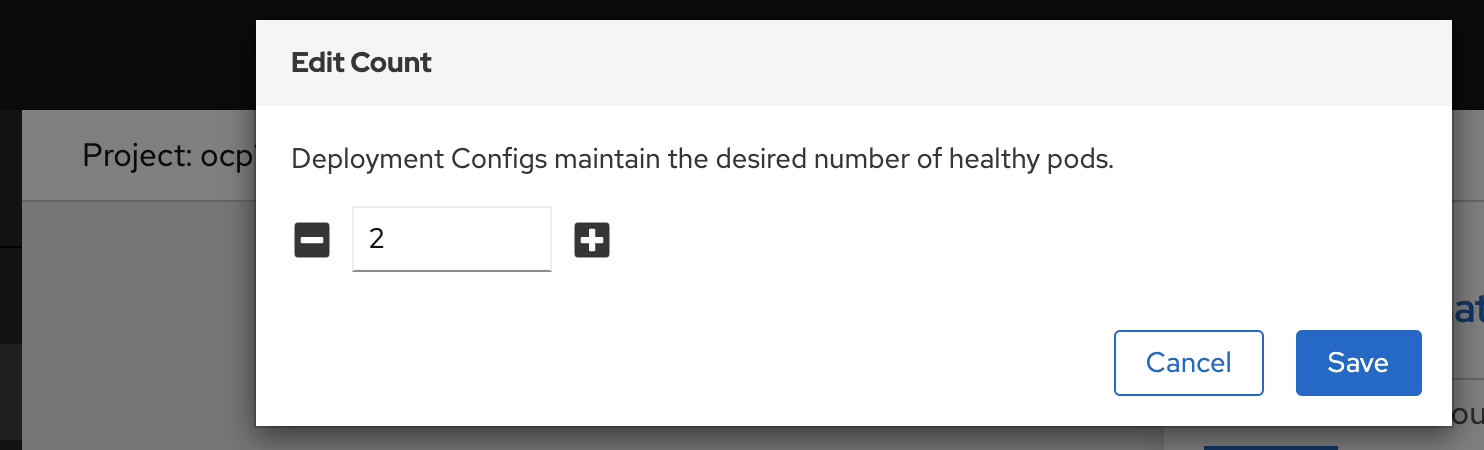 Edit Count
Project: ocp
Deployment Configs maintain the desired number of healthy pods.
2
Cancel
Save